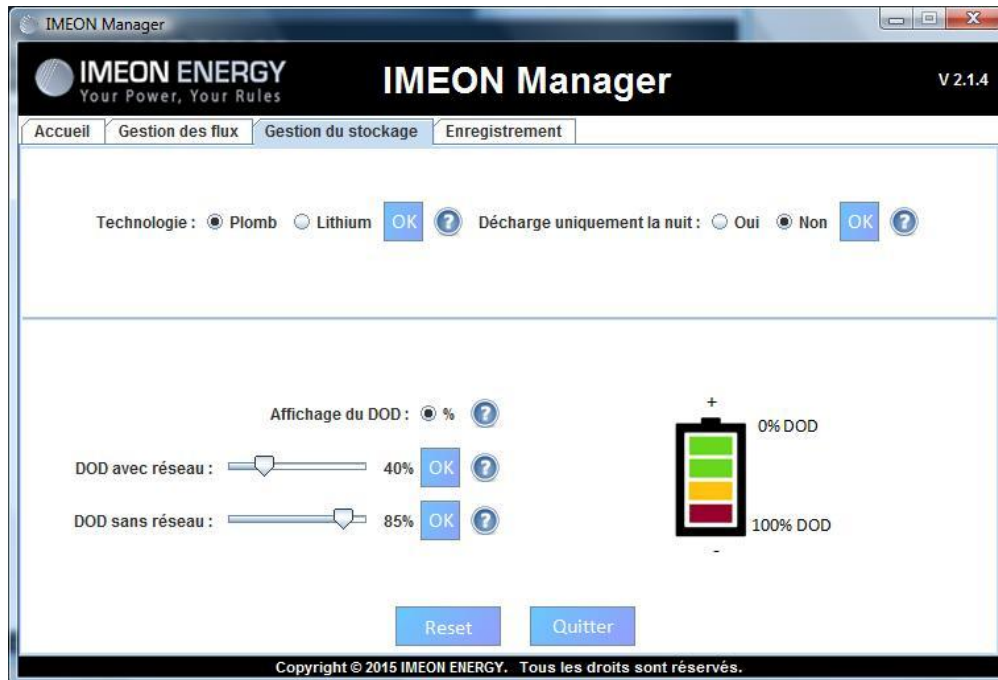 IMEON Manager
IMEON ENERGY
Your Power, Your Rules
IMEON Manager
V 2.1.4
Accueil Gestion des flux Gestion du stockage Enregistrement
Technologie : Plomb Lithium OK ? Décharge uniquement la nuit : Oui Non OK ?
Affichage du DOD : % ?
DOD avec réseau : 40% OK ?
DOD sans réseau : 85% OK ?
+
0% DOD
100% DOD
-
Reset Quitter
Copyright © 2015 IMEON ENERGY. Tous les droits sont réservés.